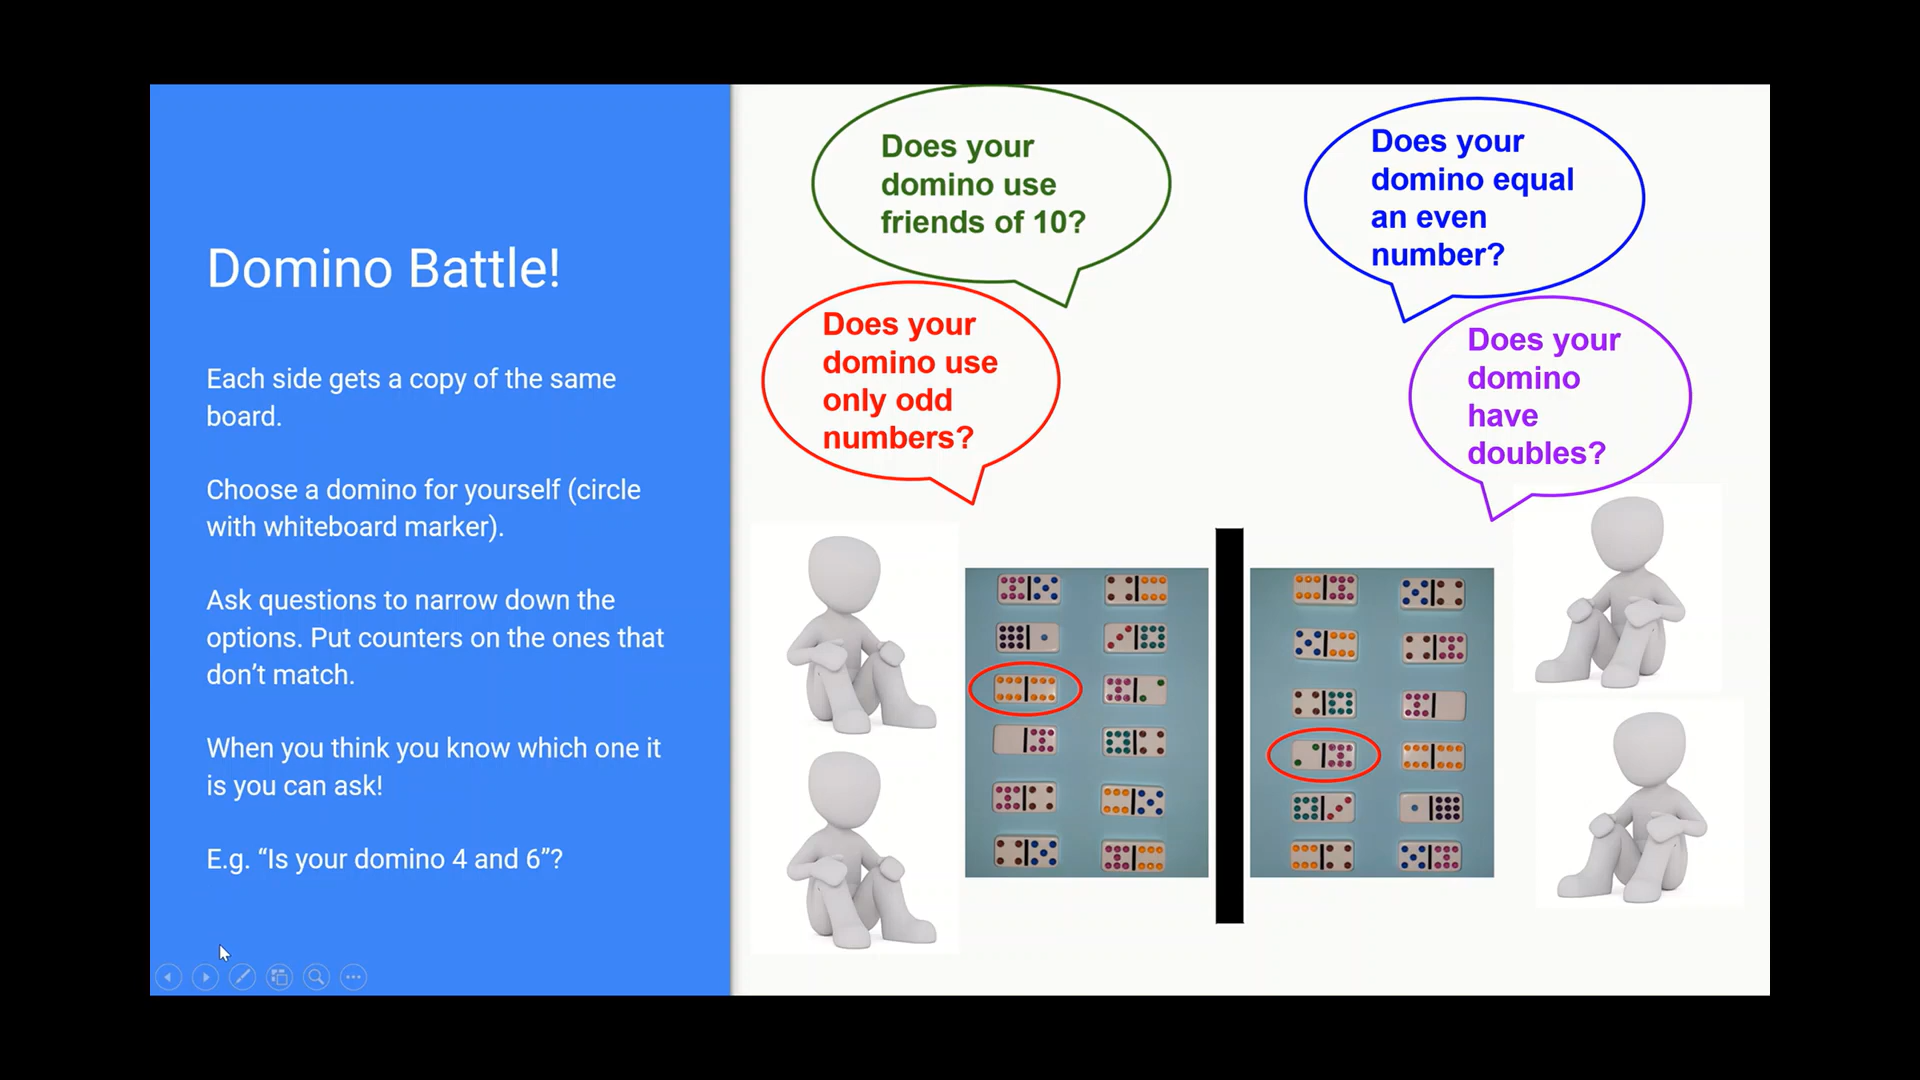 Domino Battle!
Each side gets a copy of the same
board.
Choose a domino for yourself (circle
with whiteboard marker).
Ask questions to narrow down the
options. Put counters on the ones that
don’t match.
When you think you know which one it
is you can ask!
E.g. “Is your domino 4 and 6”?
Does your
domino use
friends of 10?
Does your
domino equal
an even
number?
Does your
domino use
only odd
numbers?
Does your
domino
have
doubles?